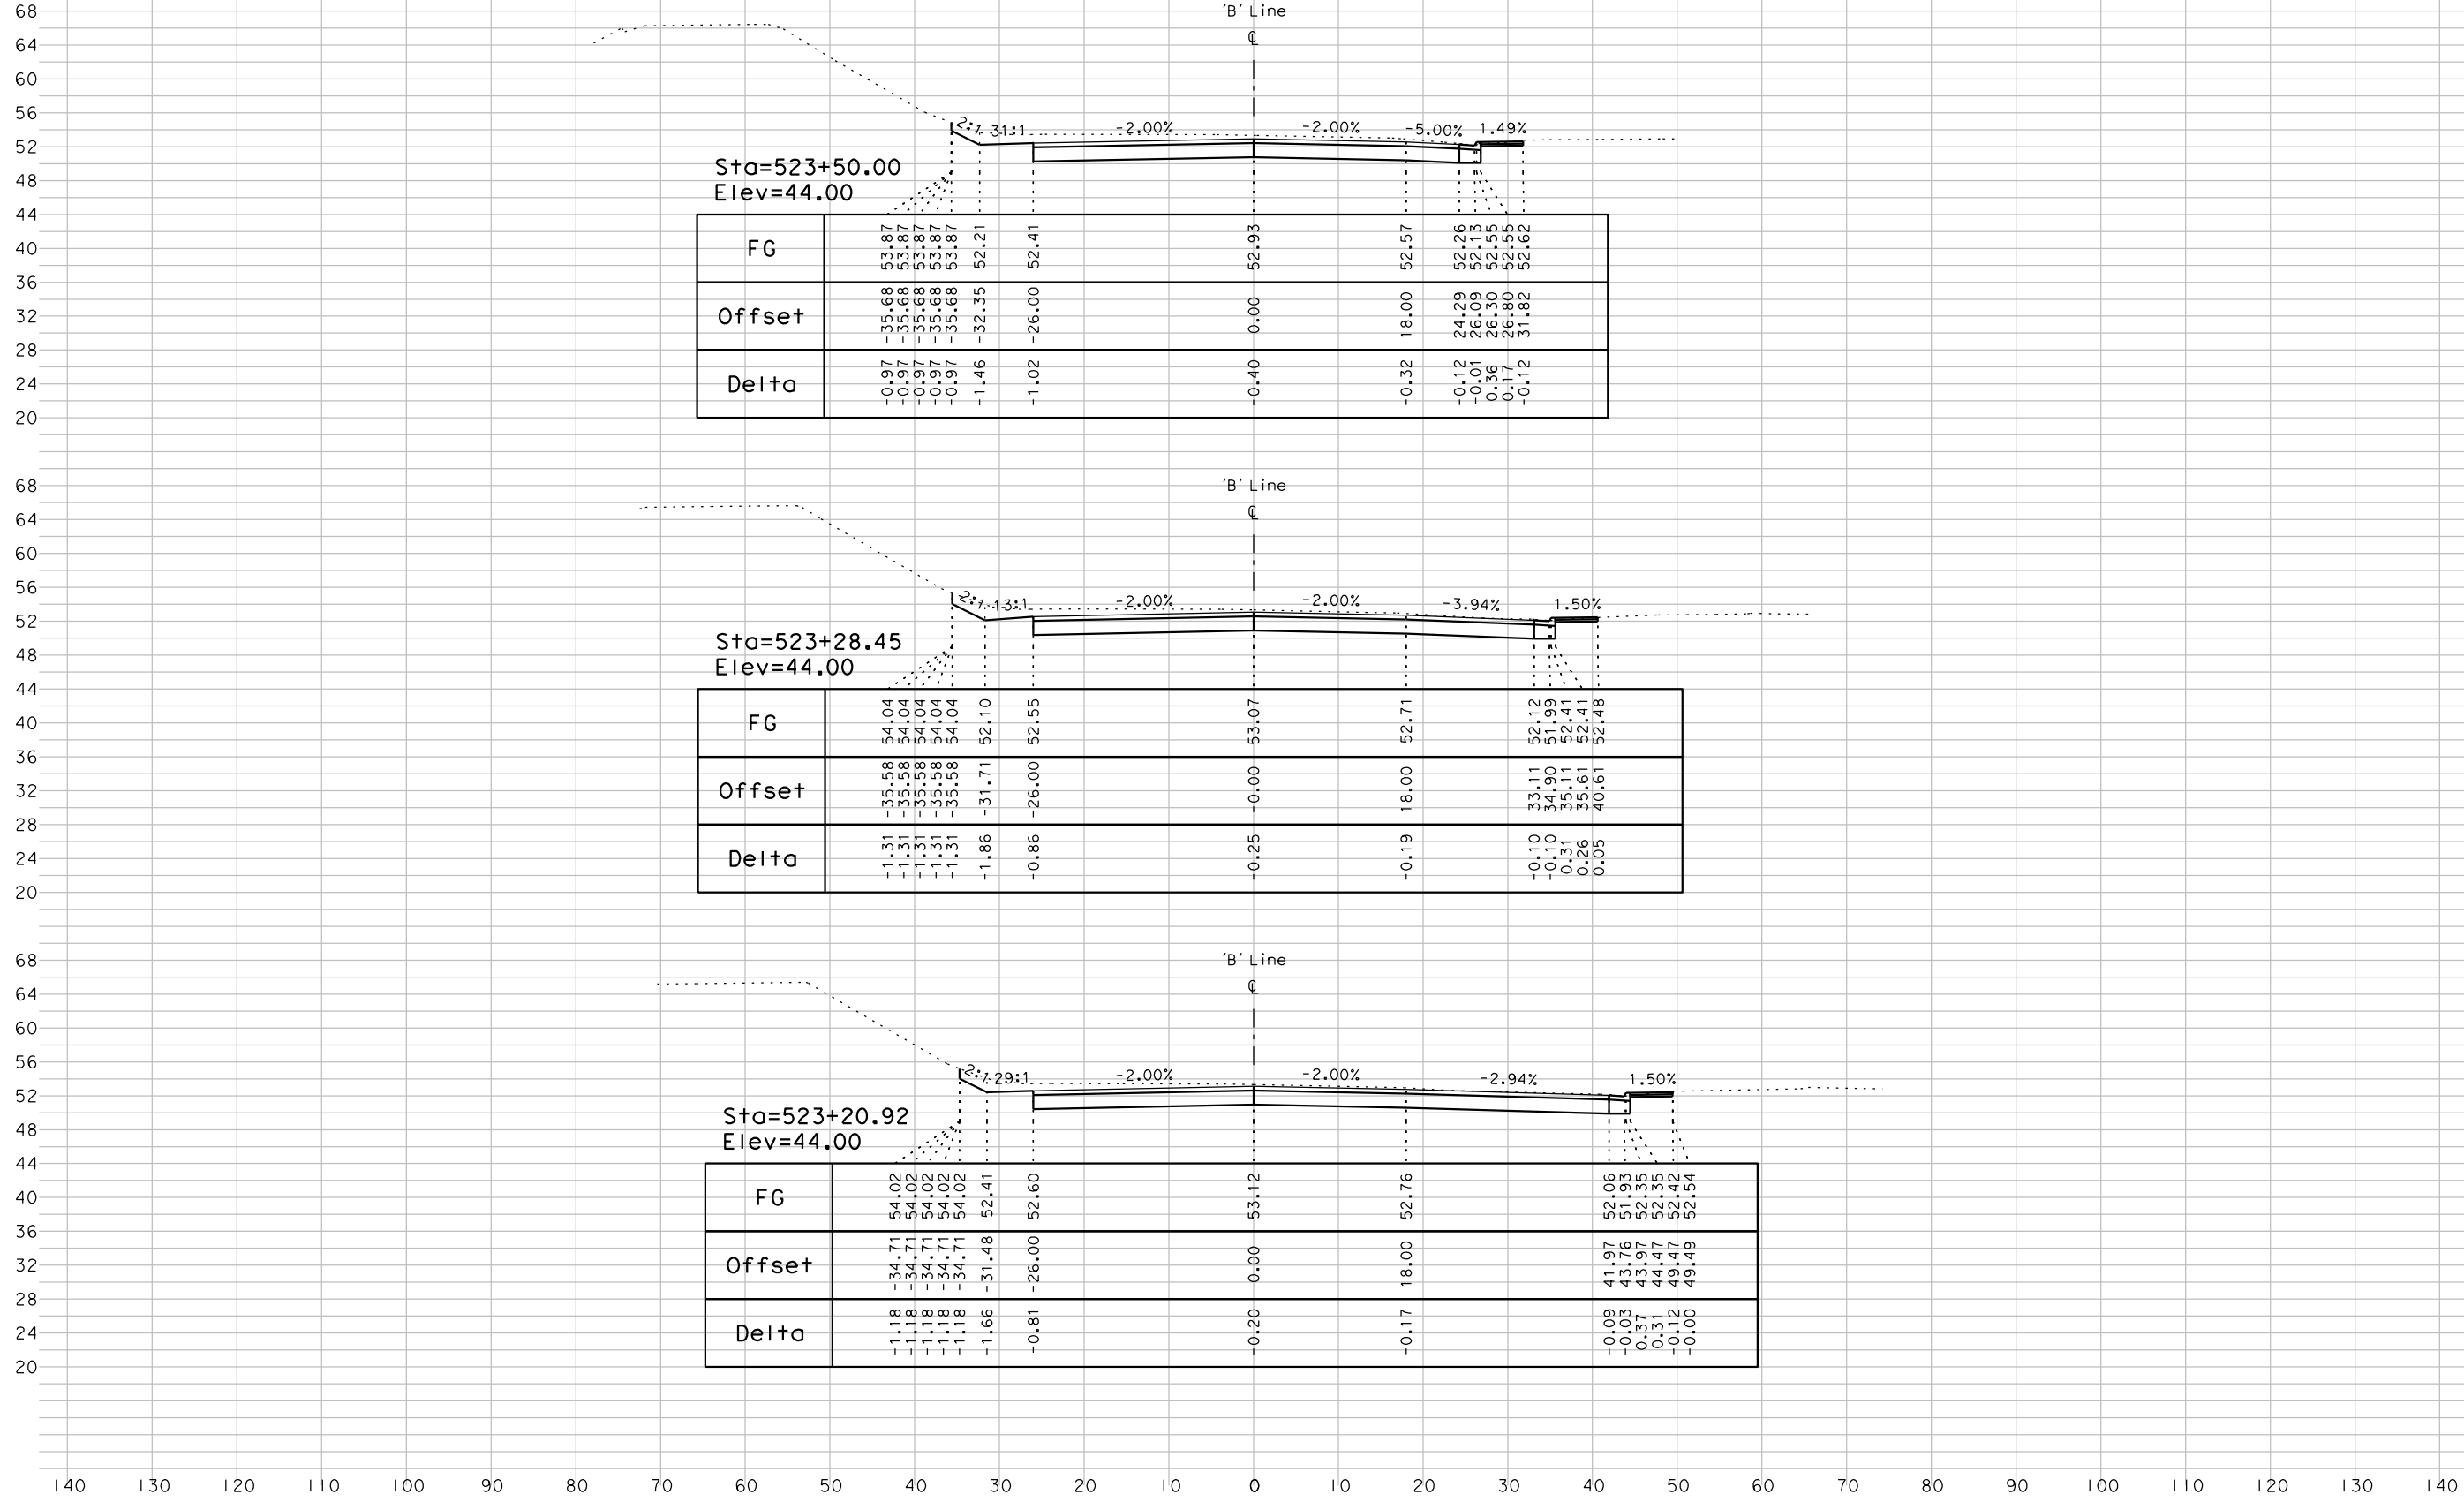 'B' Line
℄
68
64
60
56
52
48
44
40
36
32
28
24
20
31:1 -2.00% -2.00% -5.00% 1.49%
Sta=523+50.00
Elev=44.00
FG 53.87 53.87 53.87 53.87 53.87 52.21 52.41 52.93 52.57 52.26 52.13 52.55 52.55 52.62
Offset -35.68 -35.68 -35.68 -35.68 -35.68 -32.35 -26.00 0.00 18.00 24.29 26.09 26.30 26.80 31.82
Delta -0.97 -0.97 -0.97 -0.97 -0.97 -1.46 -1.02 -0.40 -0.32 -0.12 -0.01 0.36 0.17 -0.12
'B' Line
℄
68
64
60
56
52
48
44
40
36
32
28
24
20
13:1 -2.00% -2.00% -3.94% 1.50%
Sta=523+28.45
Elev=44.00
FG 54.04 54.04 54.04 54.04 54.04 52.10 52.55 53.07 52.71 52.12 51.99 52.41 52.41 52.48
Offset -35.58 -35.58 -35.58 -35.58 -35.58 -31.71 -26.00 -0.00 18.00 33.11 34.90 35.11 35.61 40.61
Delta -1.31 -1.31 -1.31 -1.31 -1.31 -1.86 -0.86 -0.25 -0.19 -0.10 -0.10 0.31 0.26 0.05
'B' Line
℄
68
64
60
56
52
48
44
40
36
32
28
24
20
29:1 -2.00% -2.00% -2.94% 1.50%
Sta=523+20.92
Elev=44.00
FG 54.02 54.02 54.02 54.02 54.02 52.41 52.60 53.12 52.76 52.06 51.93 52.35 52.35 52.42 52.54
Offset -34.71 -34.71 -34.71 -34.71 -34.71 -31.48 -26.00 0.00 18.00 41.97 43.76 43.97 44.47 49.47 49.49
Delta -1.18 -1.18 -1.18 -1.18 -1.18 -1.66 -0.81 -0.20 -0.17 -0.09 -0.03 0.37 0.31 -0.12 -0.00
140 130 120 110 100 90 80 70 60 50 40 30 20 10 0 10 20 30 40 50 60 70 80 90 100 110 120 130 140